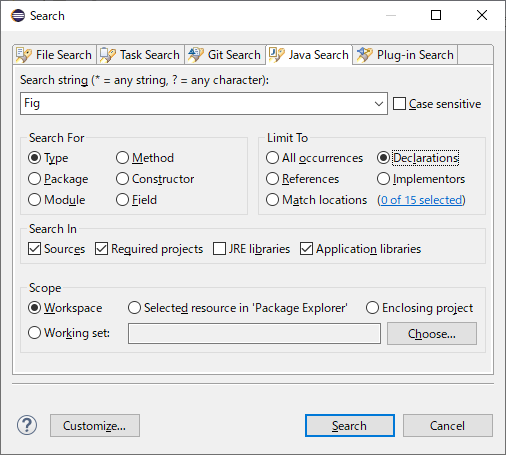 Search
File Search Task Search Git Search Java Search Plug-in Search
Search string (* = any string, ? = any character):
Fig Case sensitive
Search For
Type Method
Package Constructor
Module Field
Limit To
All occurrences Declarations
References Implementors
Match locations (0 of 15 selected)
Search In
Sources Required projects JRE libraries Application libraries
Scope
Workspace Selected resource in 'Package Explorer' Enclosing project
Working set: Choose...
? Customize... Search Cancel